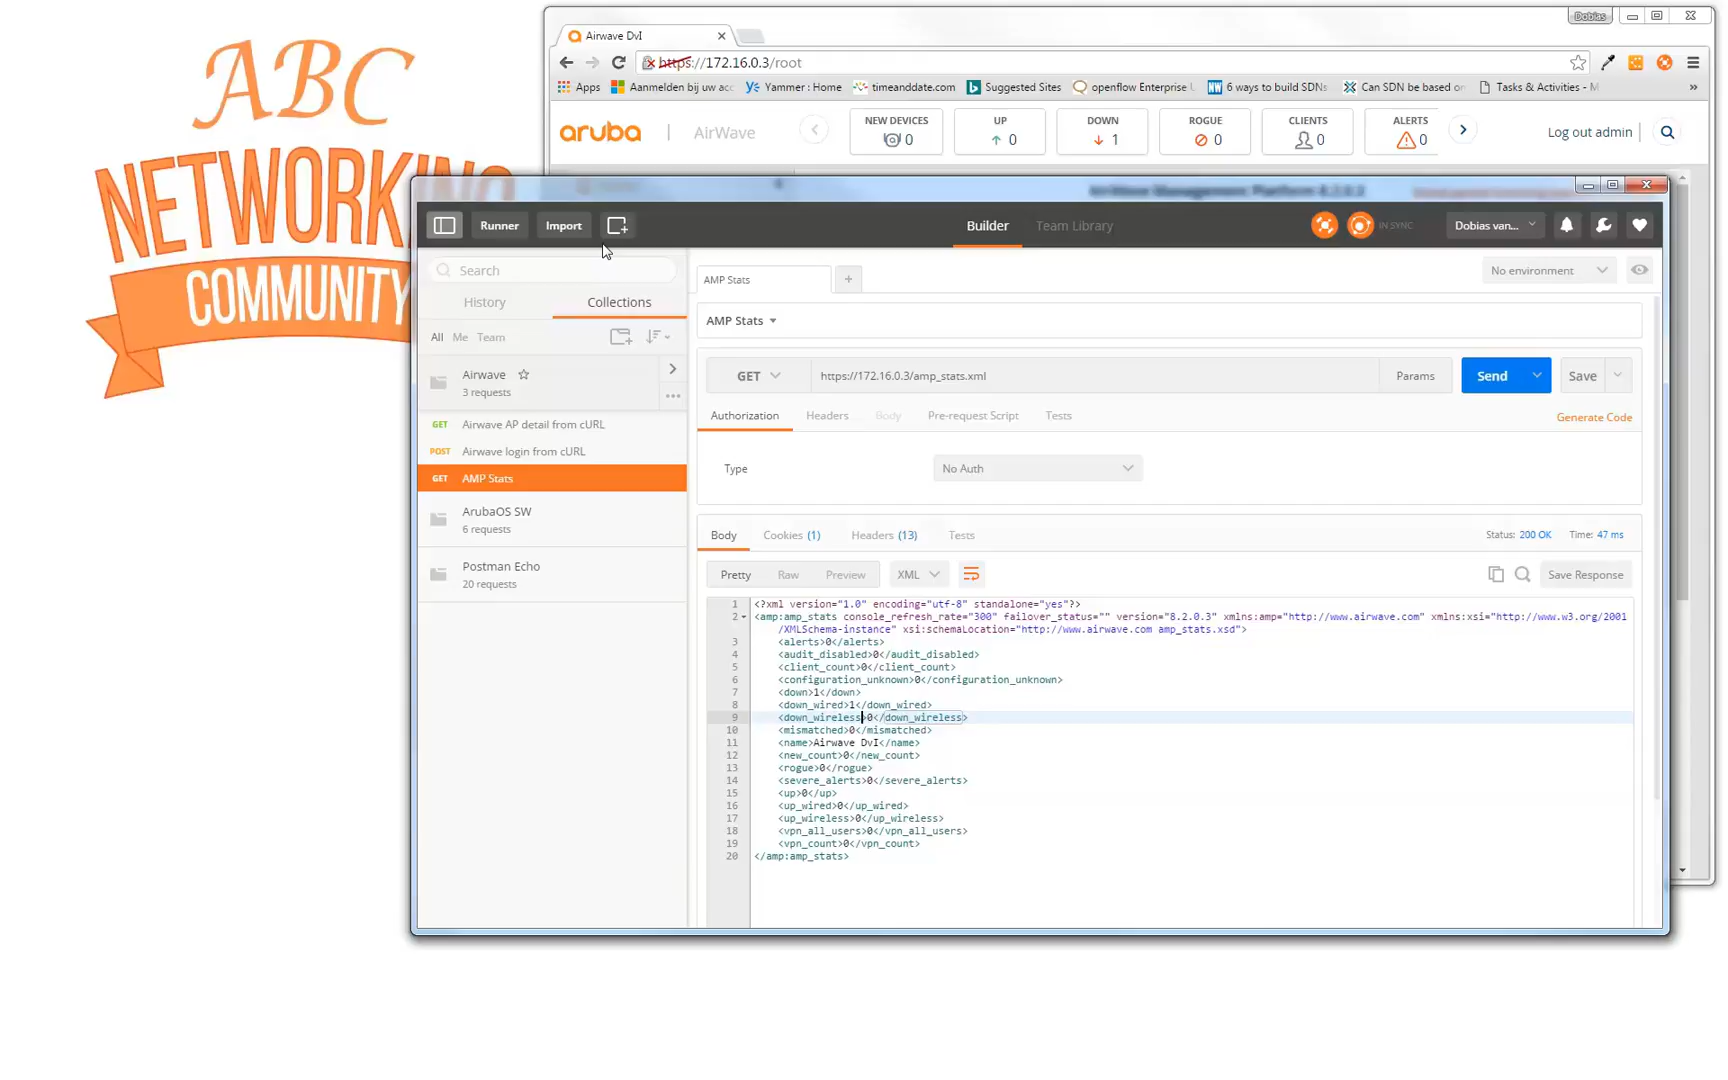 ABC
NETWORKING
COMMUNITY
Dobias
Airwave DvI
https://172.16.0.3/root
Apps
Aanmelden bij uw acc
Yammer : Home
timeanddate.com
Suggested Sites
openflow Enterprise
6 ways to build SDNs
Can SDN be based on
Tasks & Activities - M
»
aruba
AirWave
NEW DEVICES
0
UP
0
DOWN
1
ROGUE
0
CLIENTS
0
ALERTS
0
Log out admin
AirWave Management Platform 8.2.0.3
Runner
Import
Builder
Team Library
IN SYNC
Dobias van...
Search
History
Collections
All Me Team
Airwave
3 requests
GET Airwave AP detail from cURL
POST Airwave login from cURL
GET AMP Stats
ArubaOS SW
6 requests
Postman Echo
20 requests
AMP Stats
+
No environment
AMP Stats
GET
https://172.16.0.3/amp_stats.xml
Params
Send
Save
Authorization
Headers
Body
Pre-request Script
Tests
Generate Code
Type
No Auth
Body
Cookies (1)
Headers (13)
Tests
Status: 200 OK
Time: 47 ms
Pretty
Raw
Preview
XML
Save Response
1 <?xml version="1.0" encoding="utf-8" standalone="yes"?>
2 <amp:amp_stats console_refresh_rate="300" failover_status="" version="8.2.0.3" xmlns:amp="http://www.airwave.com" xmlns:xsi="http://www.w3.org/2001
/XMLSchema-instance" xsi:schemaLocation="http://www.airwave.com amp_stats.xsd">
3 <alerts>0</alerts>
4 <audit_disabled>0</audit_disabled>
5 <client_count>0</client_count>
6 <configuration_unknown>0</configuration_unknown>
7 <down>1</down>
8 <down_wired>1</down_wired>
9 <down_wireless>0</down_wireless>
10 <mismatched>0</mismatched>
11 <name>Airwave DvI</name>
12 <new_count>0</new_count>
13 <rogue>0</rogue>
14 <severe_alerts>0</severe_alerts>
15 <up>0</up>
16 <up_wired>0</up_wired>
17 <up_wireless>0</up_wireless>
18 <vpn_all_users>0</vpn_all_users>
19 <vpn_count>0</vpn_count>
20 </amp:amp_stats>